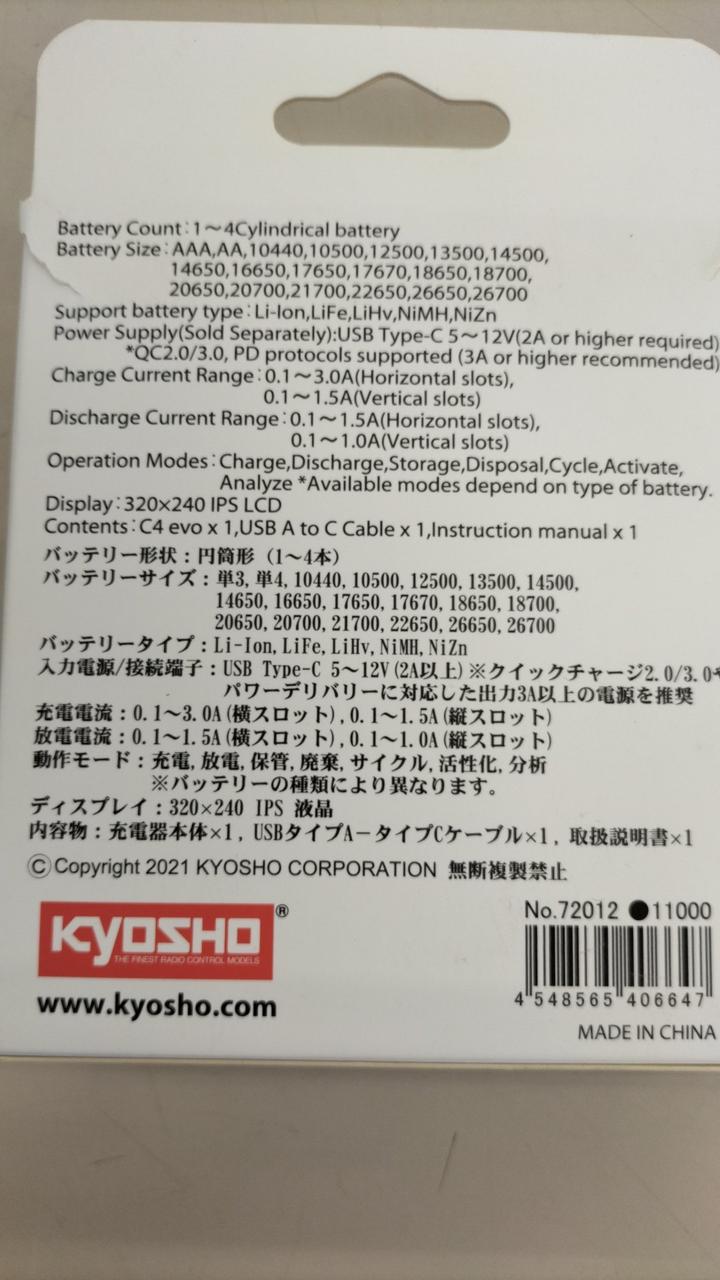 Battery Count:1～4Cylindrical battery
Battery Size:AAA,AA,10440,10500,12500,13500,14500,
14650,16650,17650,17670,18650,18700,
20650,20700,21700,22650,26650,26700
Support battery type:Li-Ion,LiFe,LiHv,NiMH,NiZn
Power Supply(Sold Separately):USB Type-C 5～12V(2A or higher required)
*QC2.0/3.0, PD protocols supported (3A or higher recommended)
Charge Current Range:0.1～3.0A(Horizontal slots),
0.1～1.5A(Vertical slots)
Discharge Current Range:0.1～1.5A(Horizontal slots),
0.1～1.0A(Vertical slots)
Operation Modes:Charge,Discharge,Storage,Disposal,Cycle,Activate,
Analyze *Available modes depend on type of battery.
Display:320×240 IPS LCD
Contents:C4 evo x 1,USB A to C Cable x 1,Instruction manual x 1
バッテリー形状：円筒形（1～4本）
バッテリーサイズ：単3,単4,10440,10500,12500,13500,14500,
14650,16650,17650,17670,18650,18700,
20650,20700,21700,22650,26650,26700
バッテリータイプ：Li-Ion,LiFe,LiHv,NiMH,NiZn
入力電源/接続端子：USB Type-C 5～12V(2A以上)※クイックチャージ2.0/3.0や
パワーデリバリーに対応した出力3A以上の電源を推奨
充電電流：0.1～3.0A(横スロット),0.1～1.5A(縦スロット)
放電電流：0.1～1.5A(横スロット),0.1～1.0A(縦スロット)
動作モード：充電,放電,保管,廃棄,サイクル,活性化,分析
※バッテリーの種類により異なります。
ディスプレイ：320×240 IPS 液晶
内容物：充電器本体×1, USBタイプA－タイプCケーブル×1, 取扱説明書×1
©Copyright 2021 KYOSHO CORPORATION 無断複製禁止
KYOSHO®
THE FINEST RADIO CONTROL MODELS
www.kyosho.com
No.72012 ●11000
4 548565 406647
MADE IN CHINA